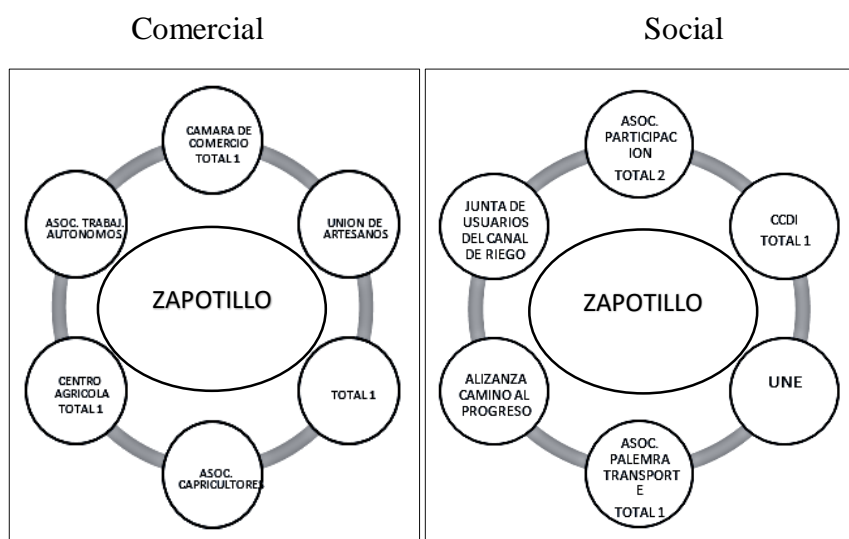 Comercial
Social
CAMARA DE
COMERCIO
TOTAL 1
UNION DE
ARTESANOS
TOTAL 1
ASOC.
CAPRICULTORES
CENTRO
AGRICOLA
TOTAL 1
ASOC. TRABAJ.
AUTONOMOS
ZAPOTILLO
ASOC.
PARTICIPAC
ION
TOTAL 2
CCDI
TOTAL 1
UNE
ASOC.
PALEMRA
TRANSPORT
E
TOTAL 1
ALIZANZA
CAMINO AL
PROGRESO
JUNTA DE
USUARIOS
DEL CANAL
DE RIEGO
ZAPOTILLO